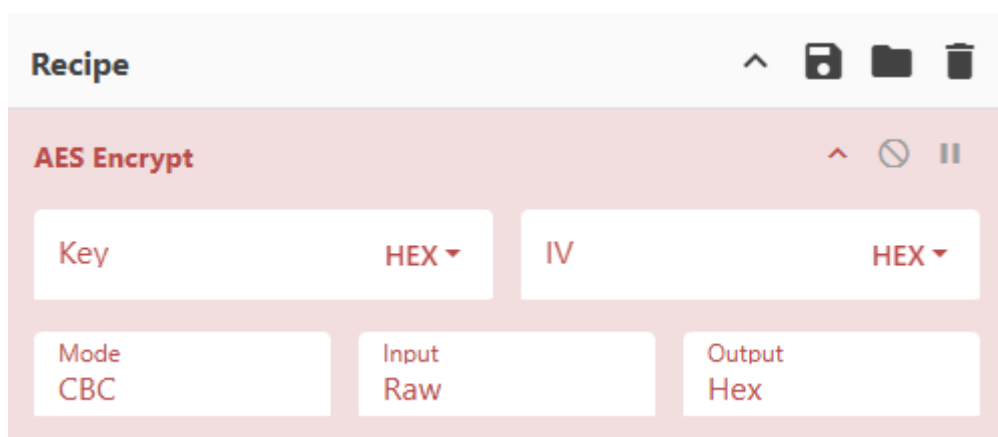 Recipe
AES Encrypt
Key HEX IV HEX
Mode Input Output
CBC Raw Hex